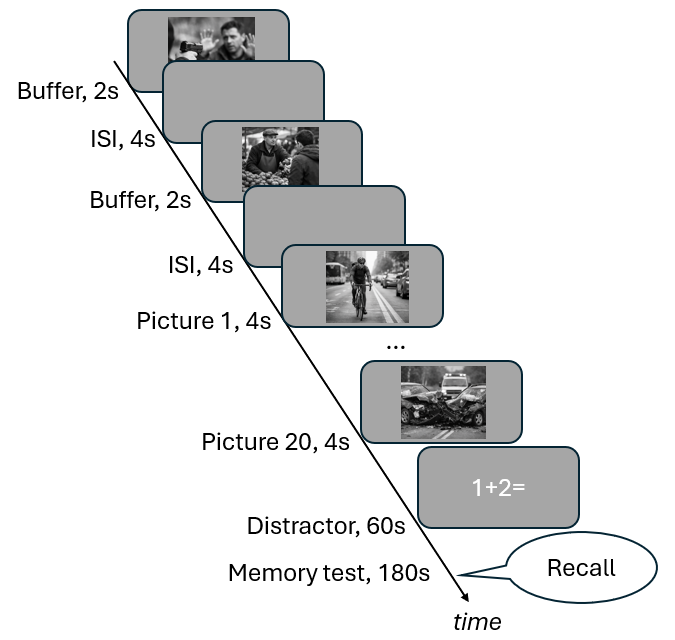 Buffer, 2s
ISI, 4s
Buffer, 2s
ISI, 4s
Picture 1, 4s
...
Picture 20, 4s
1+2=
Distractor, 60s
Memory test, 180s
Recall
time